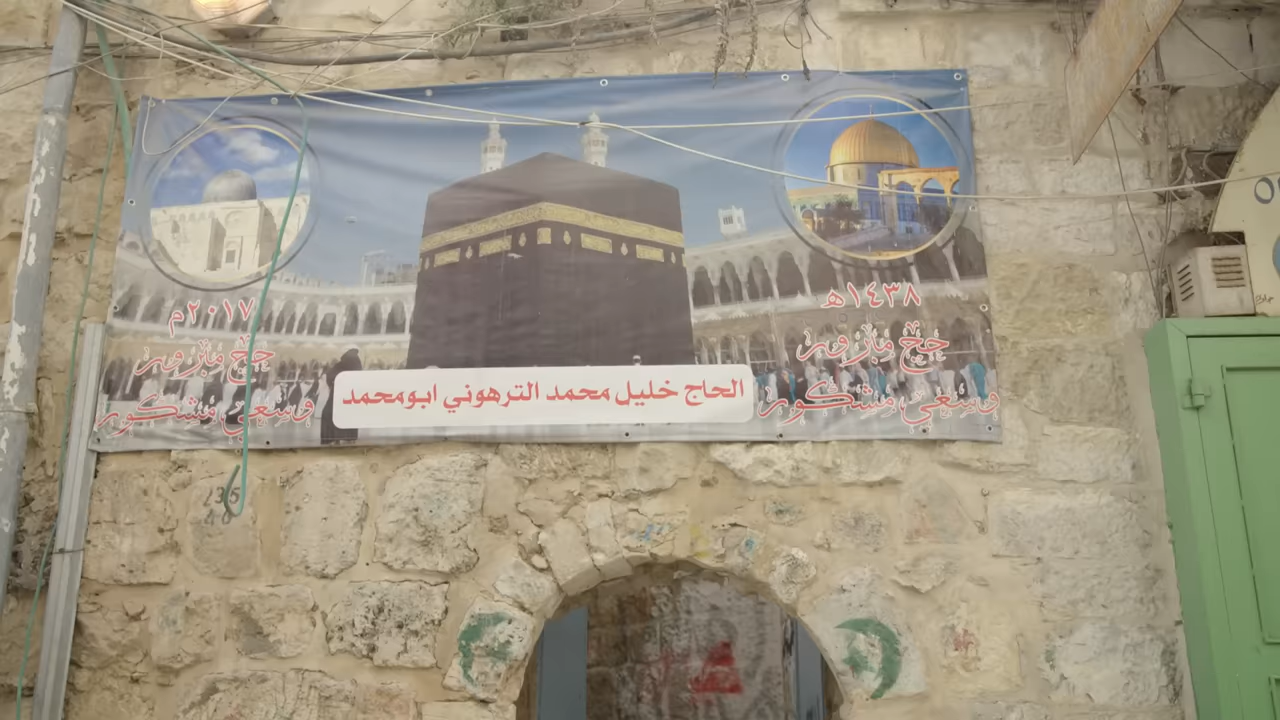 ١٤٣٨هـ
حج مبرور
وسعي مشكور
٢٠١٧م
حج مبرور
وسعي مشكور
الحاج خليل محمد الترهوني ابومحمد